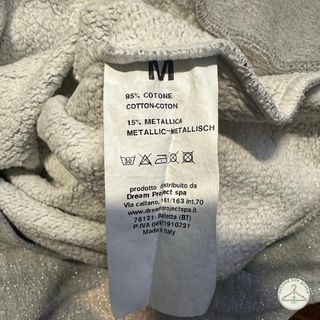 M
85% COTONE
COTTON-COTON
15% METALLICA
METALLIC-METALLISCH
prodotto distribuito da
Dream Project spa
Via callano, 161/163 int.70
www.dreamprojectspa.it
76121- Barletta (BT)
P.IVA 06721910721
Made in Italy